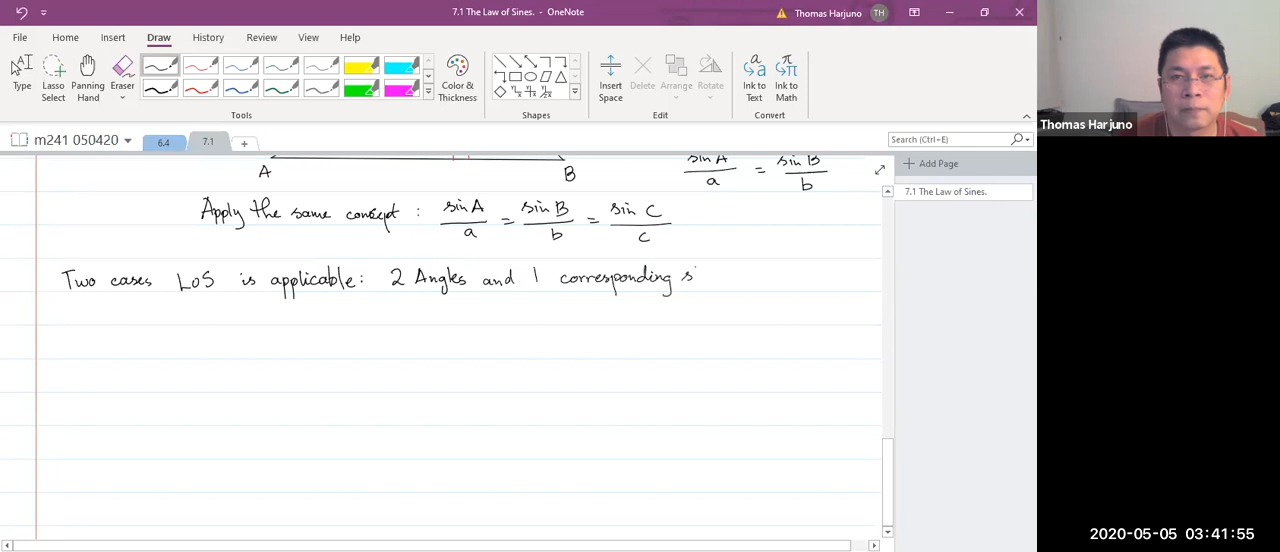 7.1 The Law of Sines. - OneNote
Thomas Harjuno TH
File Home Insert Draw History Review View Help
Type Lasso Select Panning Hand Eraser Color & Thickness Insert Space Delete Arrange Rotate Ink to Text Ink to Math
Tools Shapes Edit Convert
m241 050420 6.4 7.1 Search (Ctrl+E)
Thomas Harjuno
Add Page
7.1 The Law of Sines.
A B sin A / a = sin B / b
Apply the same concept : sin A / a = sin B / b = sin C / c
Two cases LoS is applicable: 2 Angles and 1 corresponding s
2020-05-05 03:41:55